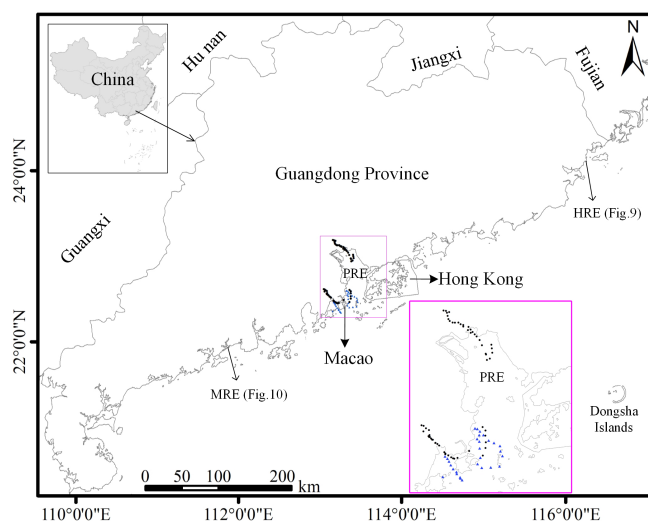 N
China
Hu nan
Jiangxi
Fujian
Guangxi
Guangdong Province
24°0'0"N
22°0'0"N
HRE (Fig.9)
PRE
Hong Kong
Macao
MRE (Fig.10)
PRE
Dongsha
Islands
0 50 100 200
km
110°0'0"E 112°0'0"E 114°0'0"E 116°0'0"E